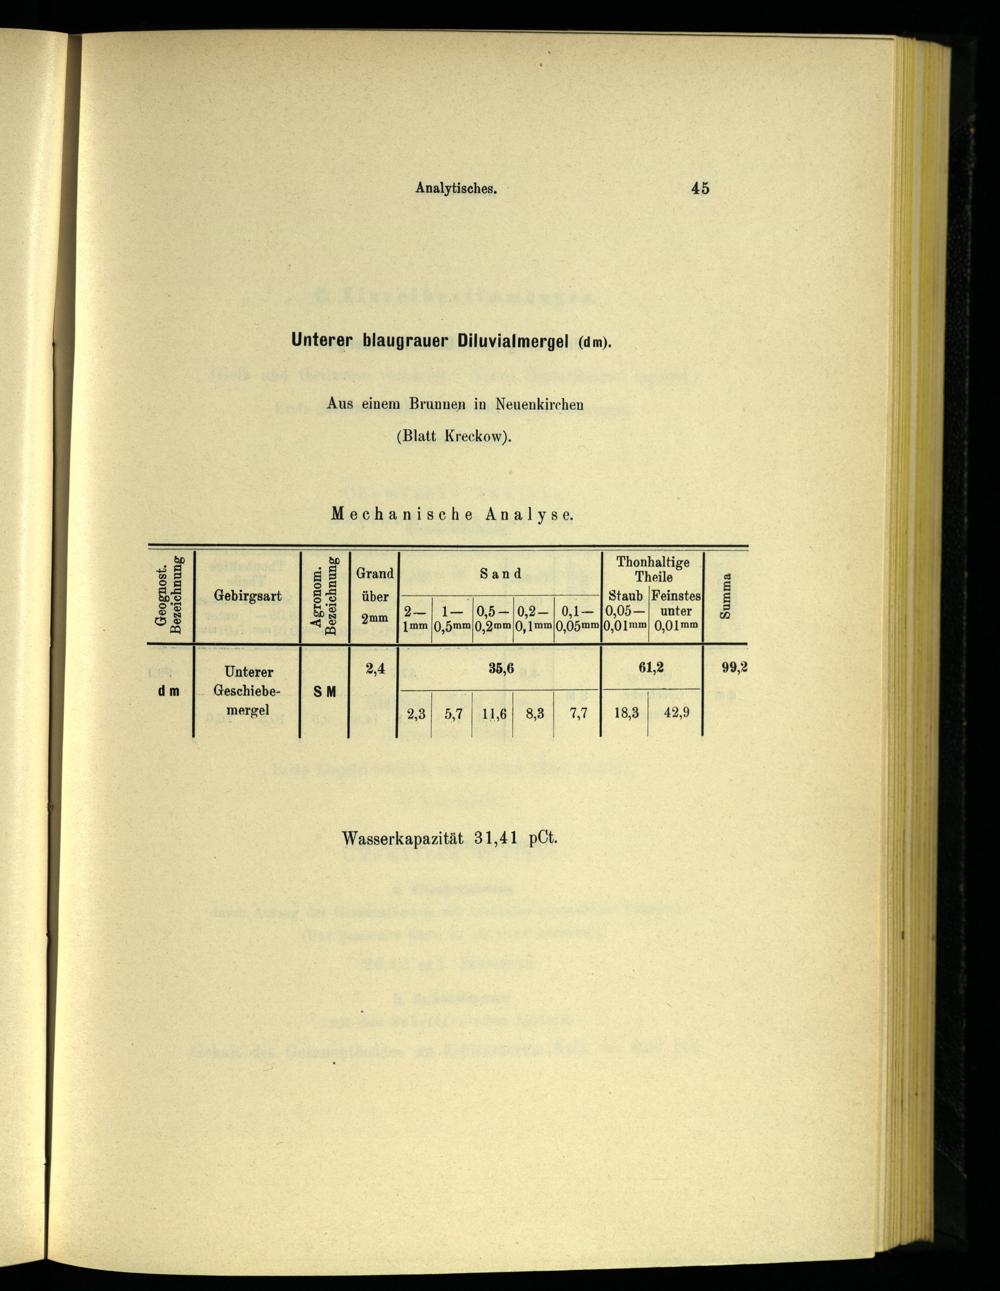 Analytisches. 45
Unterer blaugrauer Diluvialmergel (dm).
Aus einem Brunnen in Neuenkirchen
(Blatt Kreckow).
Mechanische Analyse.
Geognost. Bezeichnung
Gebirgsart
Agronom. Bezeichnung
Grand über 2mm
Sand
Thonhaltige Theile
Staub Feinstes
Summa
2— 1— 0,5— 0,2— 0,1— 0,05— unter
1mm 0,5mm 0,2mm 0,1mm 0,05mm 0,01mm 0,01mm
dm
Unterer
Geschiebe-
mergel
SM
2,4 35,6 61,2 99,2
2,3 5,7 11,6 8,3 7,7 18,3 42,9
Wasserkapazität 31,41 pCt.